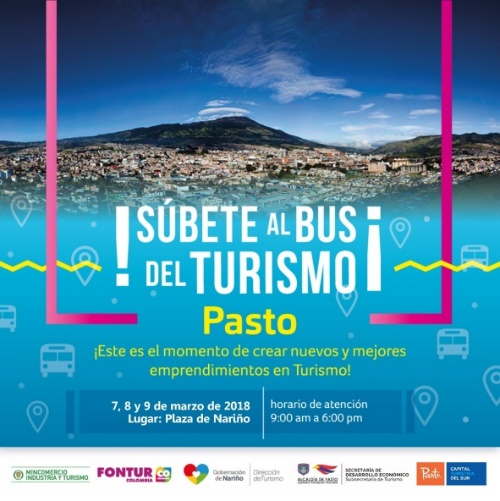 !SÚBETE AL BUS
DEL TURISMO¡
Pasto
¡Este es el momento de crear nuevos y mejores
emprendimientos en Turismo!
7, 8 y 9 de marzo de 2018
Lugar: Plaza de Nariño
horario de atención
9:00 am a 6:00 pm
MINCOMERCIO
INDUSTRIA Y TURISMO
FONTUR
COLOMBIA
CO
Gobernación
de Nariño
Dirección de
Turismo
ALCALDÍA DE PASTO
SECRETARÍA DE
DESARROLLO ECONÓMICO
Subsecretaría de Turismo
Pasto
CAPITAL
TURÍSTICA
DEL SUR